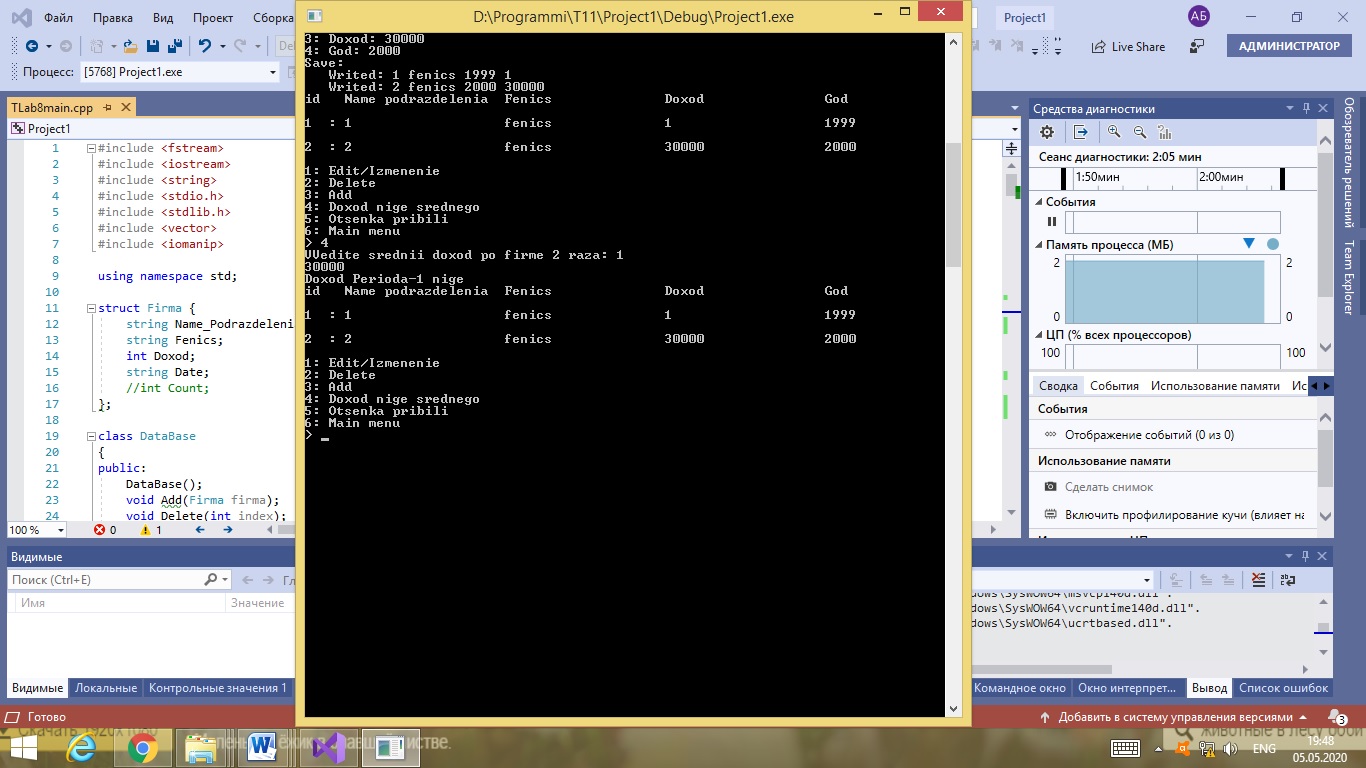 Файл Правка Вид Проект Сборка
D:\Programmi\T11\Project1\Debug\Project1.exe
Project1
АБ
Live Share
АДМИНИСТРАТОР
Процесс: [5768] Project1.exe
TLab8main.cpp
Project1
1 #include <fstream>
2 #include <iostream>
3 #include <string>
4 #include <stdio.h>
5 #include <stdlib.h>
6 #include <vector>
7 #include <iomanip>
8
9 using namespace std;
10
11 struct Firma {
12 string Name_Podrazdeleni
13 string Fenics;
14 int Doxod;
15 string Date;
16 //int Count;
17 };
18
19 class DataBase
20 {
21 public:
22 DataBase();
23 void Add(Firma firma);
24 void Delete(int index);
100 %
0
1
3: Doxod: 30000
4: God: 2000
Save:
Writed: 1 fenics 1999 1
Writed: 2 fenics 2000 30000
id Name podrazdelenia Fenics Doxod God
1 : 1 fenics 1 1999
2 : 2 fenics 30000 2000
1: Edit/Izmenenie
2: Delete
3: Add
4: Doxod nige srednego
5: Otsenka pribili
6: Main menu
> 4
VVedite srednii doxod po firme 2 raza: 1
30000
Doxod Perioda-1 nige
id Name podrazdelenia Fenics Doxod God
1 : 1 fenics 1 1999
2 : 2 fenics 30000 2000
1: Edit/Izmenenie
2: Delete
3: Add
4: Doxod nige srednego
5: Otsenka pribili
6: Main menu
> _
Средства диагностики
Сеанс диагностики: 2:05 мин
1:50мин 2:00мин
События
Память процесса (МБ)
2 2
0 0
ЦП (% всех процессоров)
100 100
Сводка События Использование памяти Ис
События
Отображение событий (0 из 0)
Использование памяти
Сделать снимок
Включить профилирование кучи (влияет на
Обозреватель решений
Team Explorer
Видимые
Поиск (Ctrl+E)
Имя Значение
Видимые Локальные Контрольные значения 1
dows\SysWOW64\msvcp140d.dll".
dows\SysWOW64\vcruntime140d.dll".
dows\SysWOW64\ucrtbased.dll".
Командное окно Окно интерпрет... Вывод Список ошибок
Готово
Добавить в систему управления версиями
3
Скачать 1920x1080
животные в лесу
ENG
19:48
05.05.2020